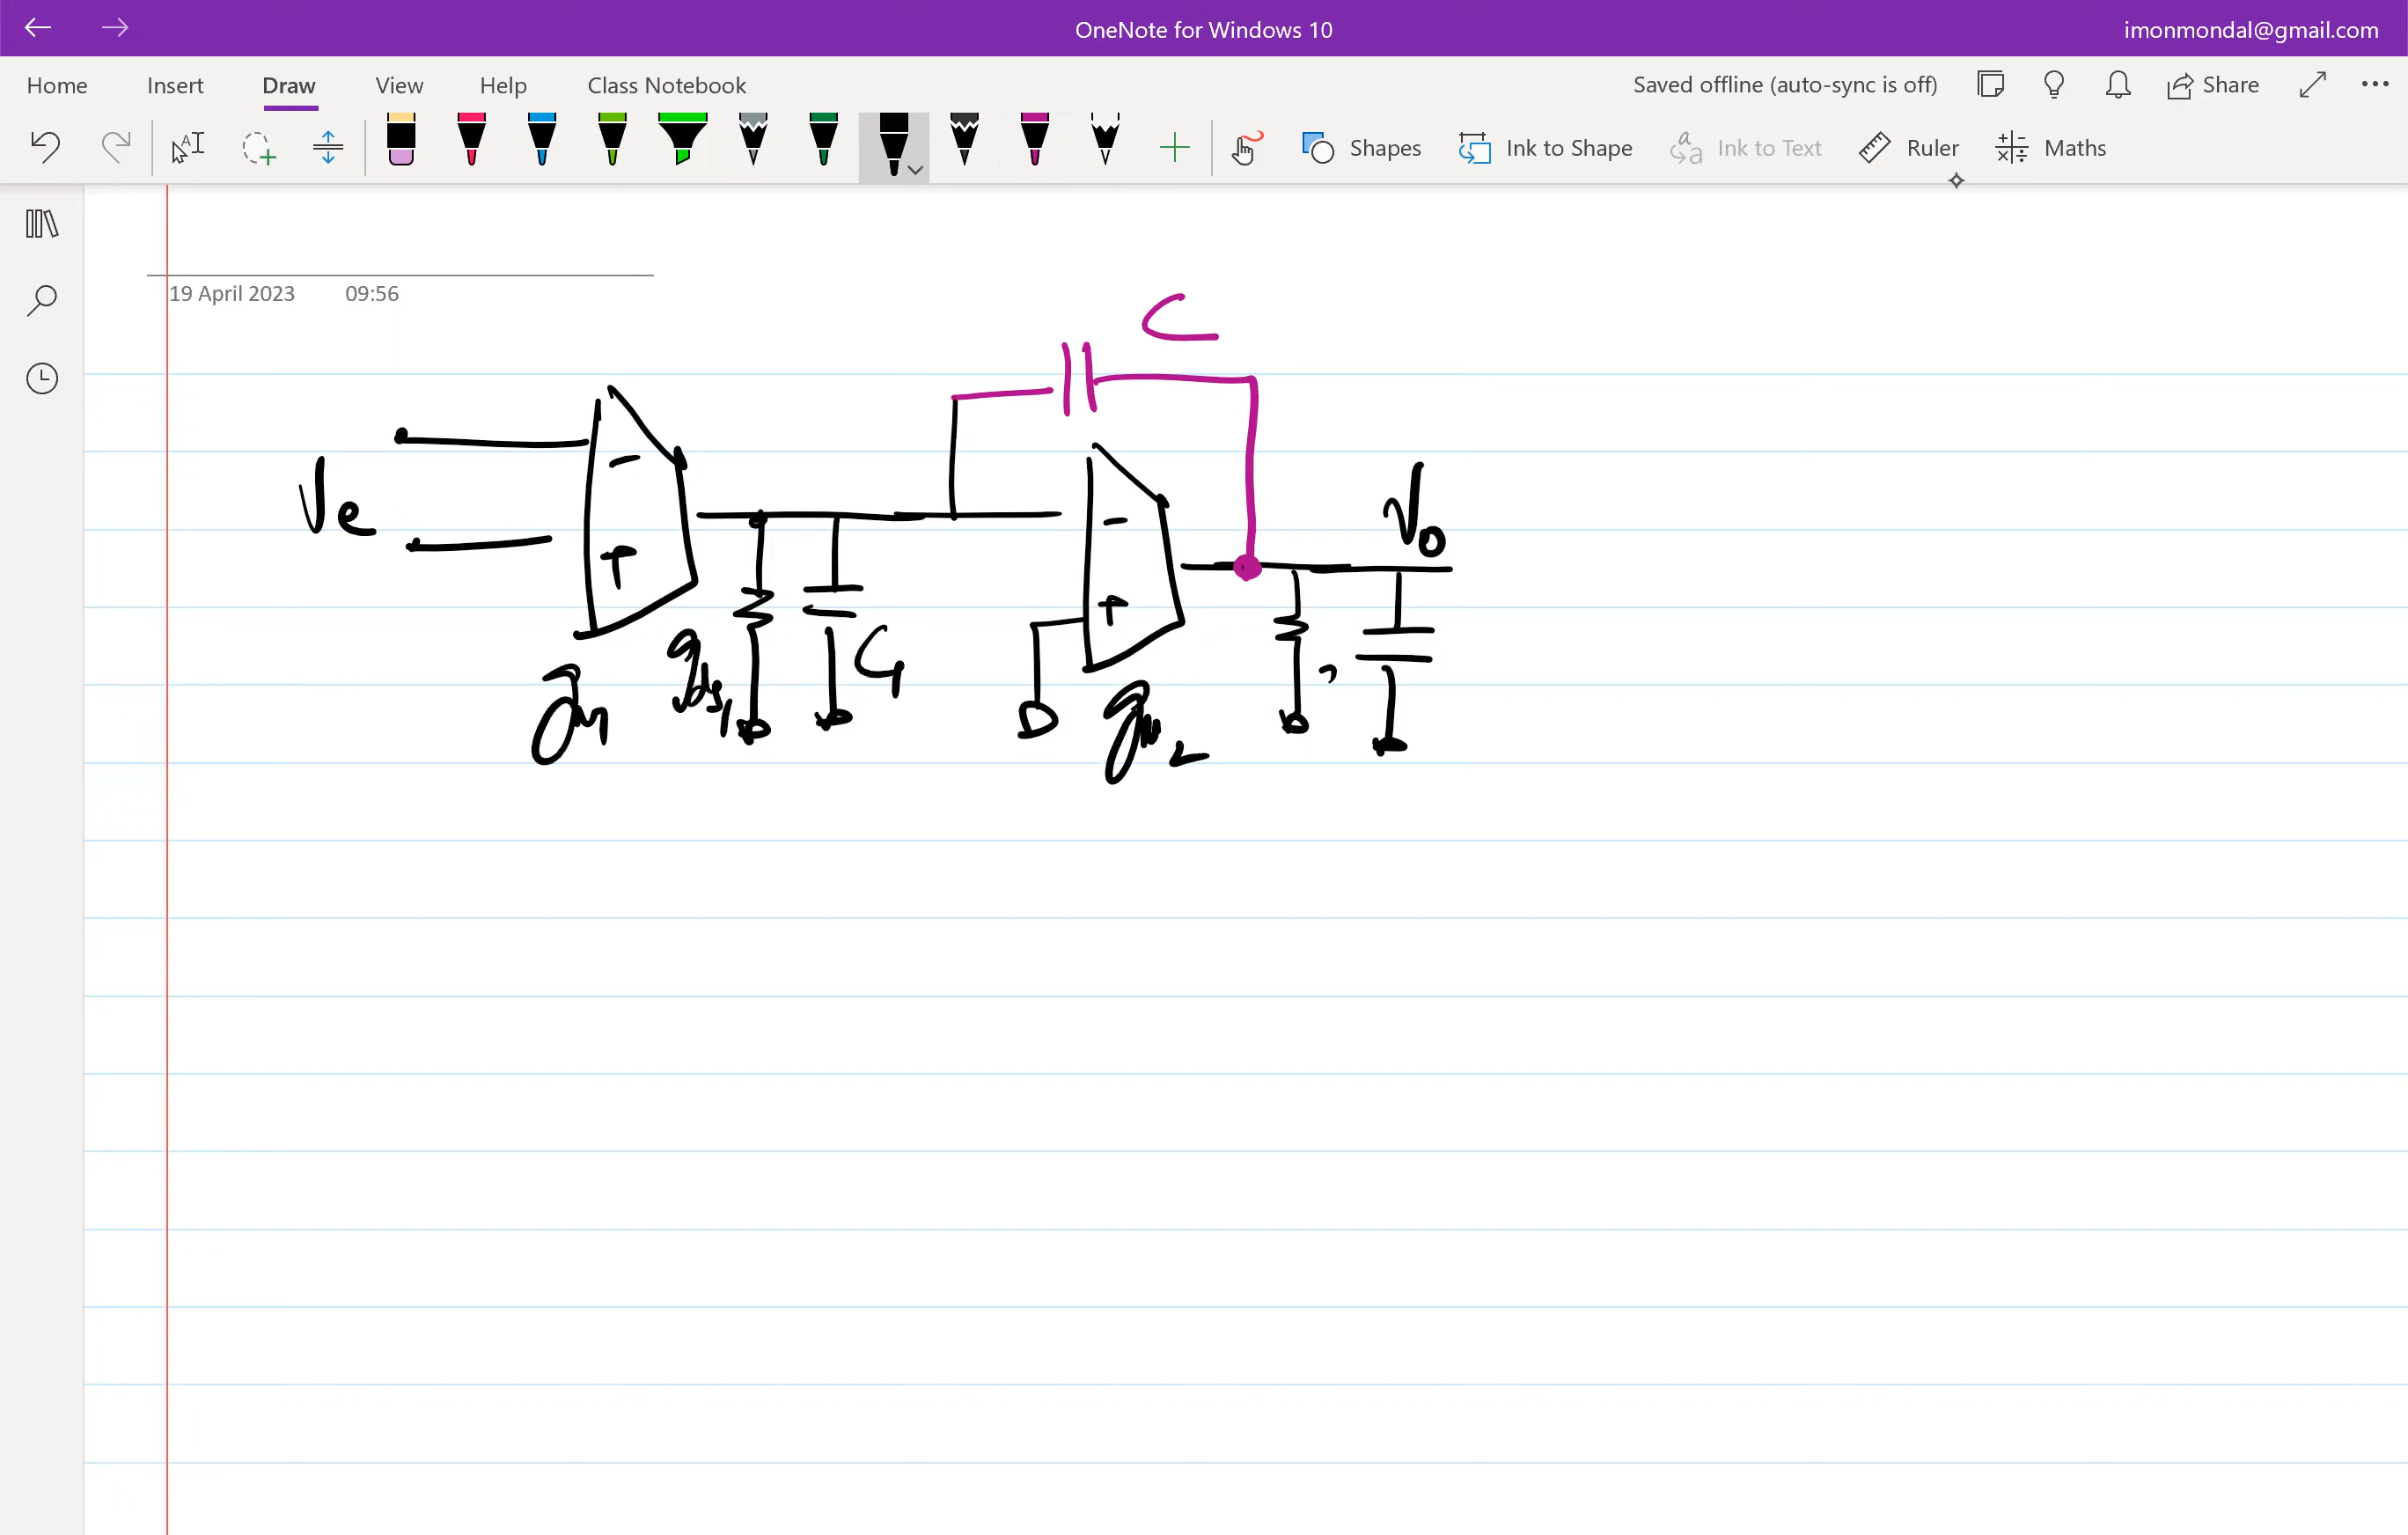 OneNote for Windows 10
imonmondal@gmail.com
Home Insert Draw View Help Class Notebook
Saved offline (auto-sync is off)
Share
Shapes
Ink to Shape
Ink to Text
Ruler
Maths
19 April 2023 09:56
C
Ve
-
+
gm1
gds1
C1
-
+
gm2
Vo